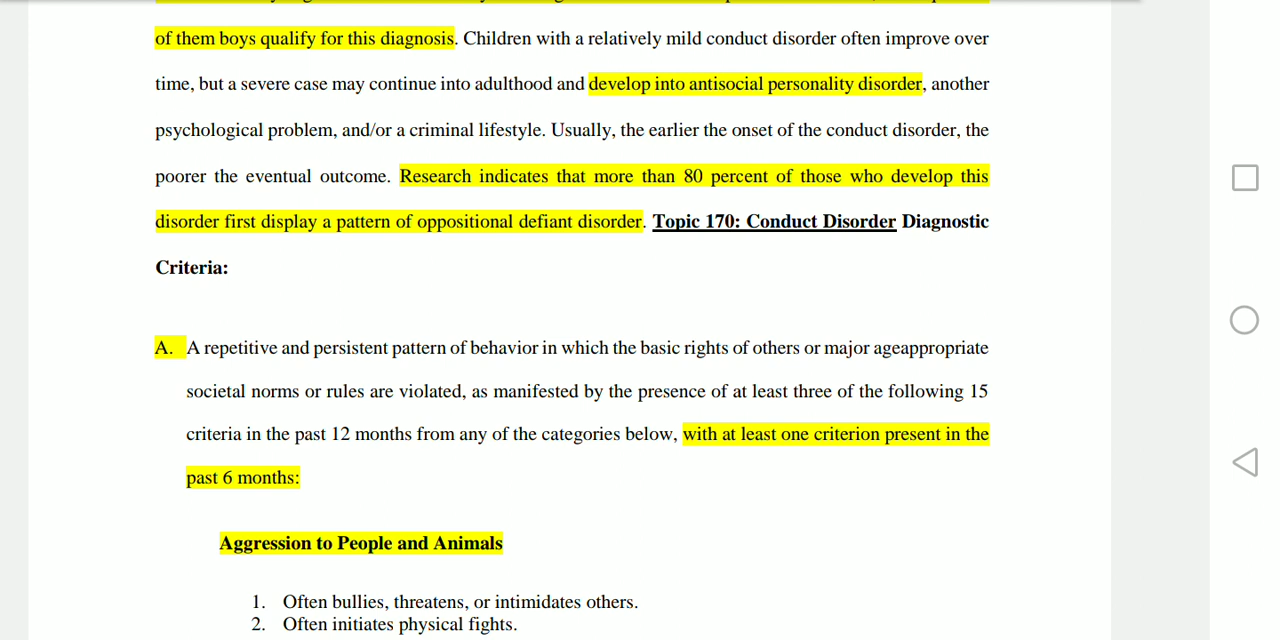 of them boys qualify for this diagnosis. Children with a relatively mild conduct disorder often improve over
time, but a severe case may continue into adulthood and develop into antisocial personality disorder, another
psychological problem, and/or a criminal lifestyle. Usually, the earlier the onset of the conduct disorder, the
poorer the eventual outcome. Research indicates that more than 80 percent of those who develop this
disorder first display a pattern of oppositional defiant disorder. Topic 170: Conduct Disorder Diagnostic
Criteria:
A. A repetitive and persistent pattern of behavior in which the basic rights of others or major ageappropriate
societal norms or rules are violated, as manifested by the presence of at least three of the following 15
criteria in the past 12 months from any of the categories below, with at least one criterion present in the
past 6 months:
Aggression to People and Animals
1. Often bullies, threatens, or intimidates others.
2. Often initiates physical fights.